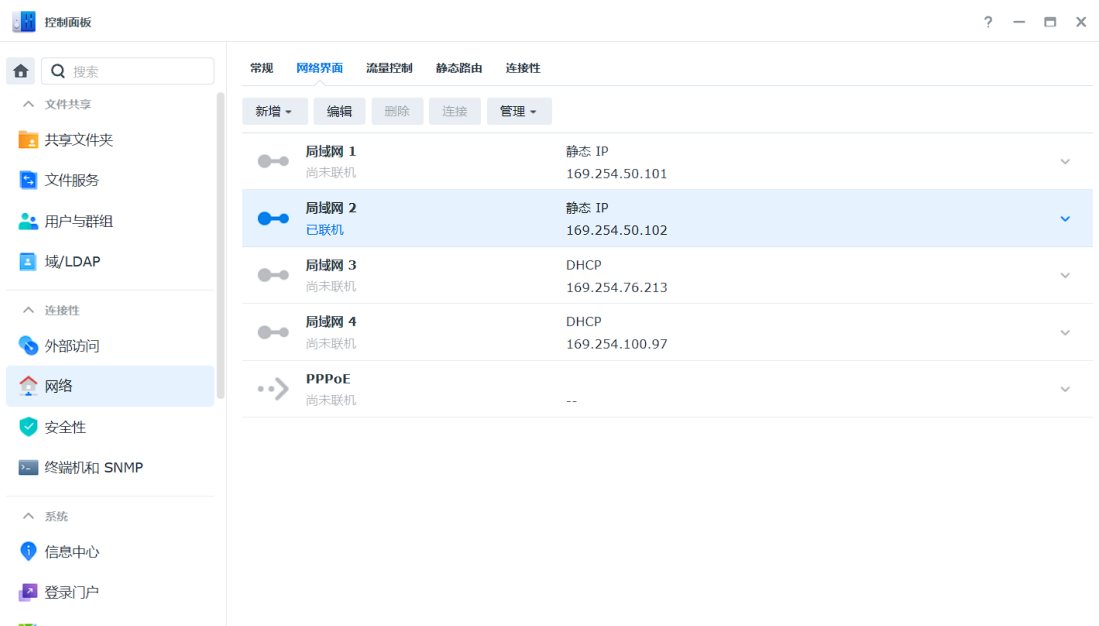 控制面板
?
搜索
文件共享
共享文件夹
文件服务
用户与群组
域/LDAP
连接性
外部访问
网络
安全性
终端机和 SNMP
系统
信息中心
登录门户
常规 网络界面 流量控制 静态路由 连接性
新增 编辑 删除 连接 管理
局域网 1 静态 IP
尚未联机 169.254.50.101
局域网 2 静态 IP
已联机 169.254.50.102
局域网 3 DHCP
尚未联机 169.254.76.213
局域网 4 DHCP
尚未联机 169.254.100.97
PPPoE
尚未联机 --